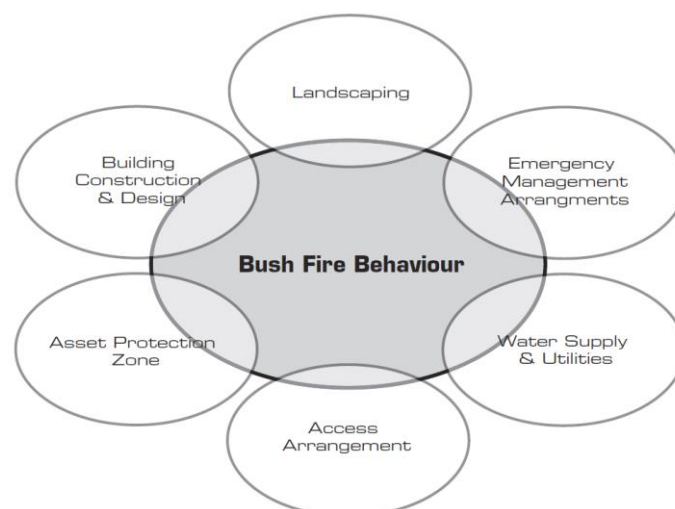 Landscaping
Building
Construction
& Design
Emergency
Management
Arrangments
Bush Fire Behaviour
Asset Protection
Zone
Water Supply
& Utilities
Access
Arrangement